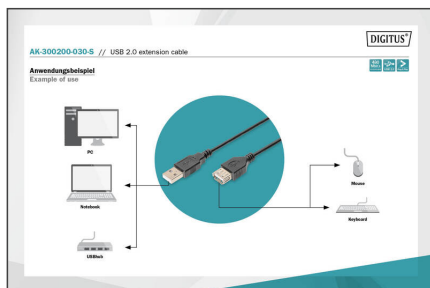 DIGITUS®
AK-300200-030-S // USB 2.0 extension cable
Anwendungsbeispiel
Example of use
PC
Notebook
USBhub
Mouse
Keyboard